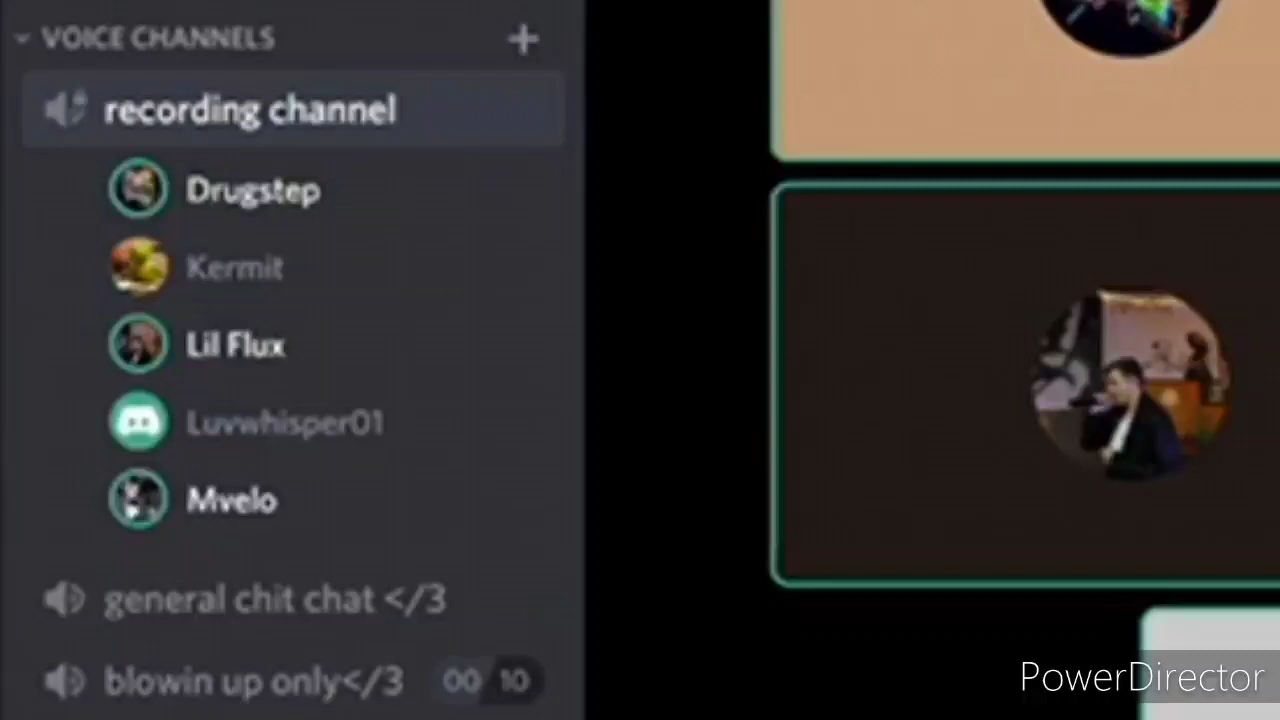 VOICE CHANNELS
recording channel
Drugstep
Kermit
Lil Flux
Luvwhisper01
Mvelo
general chit chat </3
blowin up only</3 00 10
PowerDirector